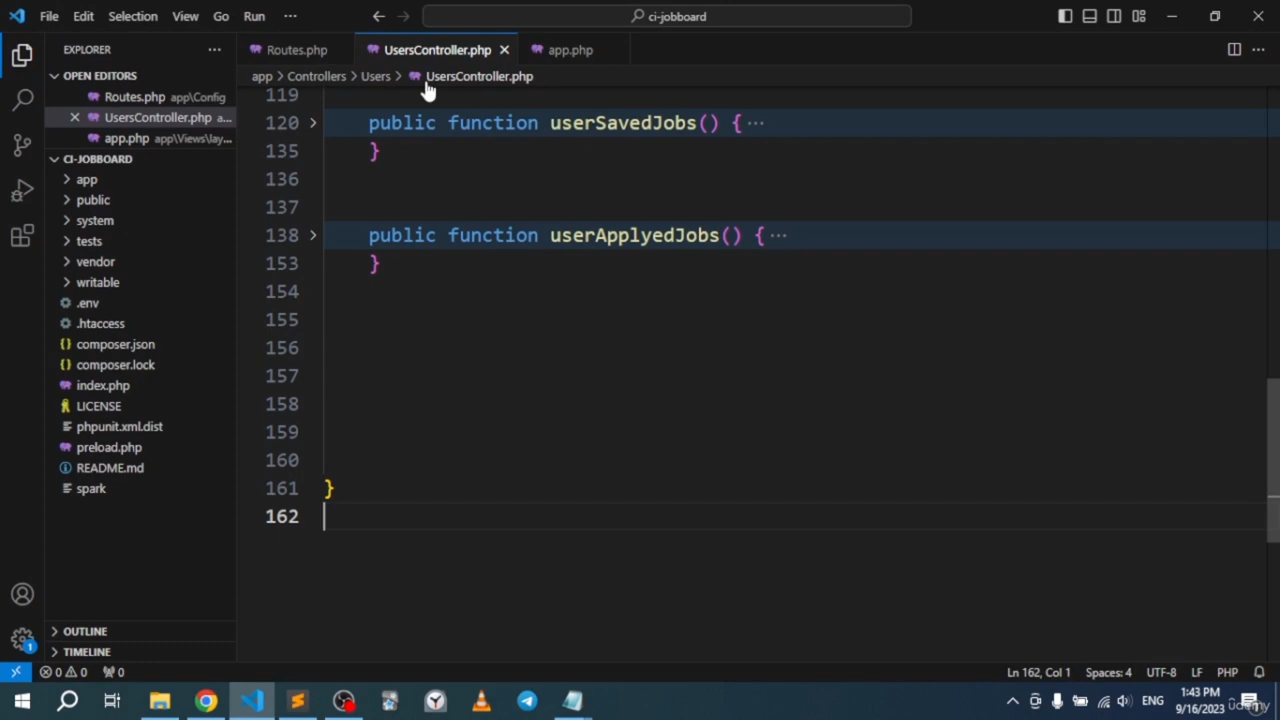 File Edit Selection View Go Run ··· ci-jobboard
EXPLORER ··· Routes.php UsersController.php app.php
OPEN EDITORS app > Controllers > Users > UsersController.php
Routes.php app\Config
UsersController.php a...
app.php app\Views\lay...
CI-JOBBOARD
app
public
system
tests
vendor
writable
.env
.htaccess
composer.json
composer.lock
index.php
LICENSE
phpunit.xml.dist
preload.php
README.md
spark
OUTLINE
TIMELINE
119
120 public function userSavedJobs() { ···
135 }
136
137
138 public function userApplyedJobs() { ···
153 }
154
155
156
157
158
159
160
161 }
162
1
0 0 0 Ln 162, Col 1 Spaces: 4 UTF-8 LF PHP
ENG 1:43 PM
9/16/2023
udemy